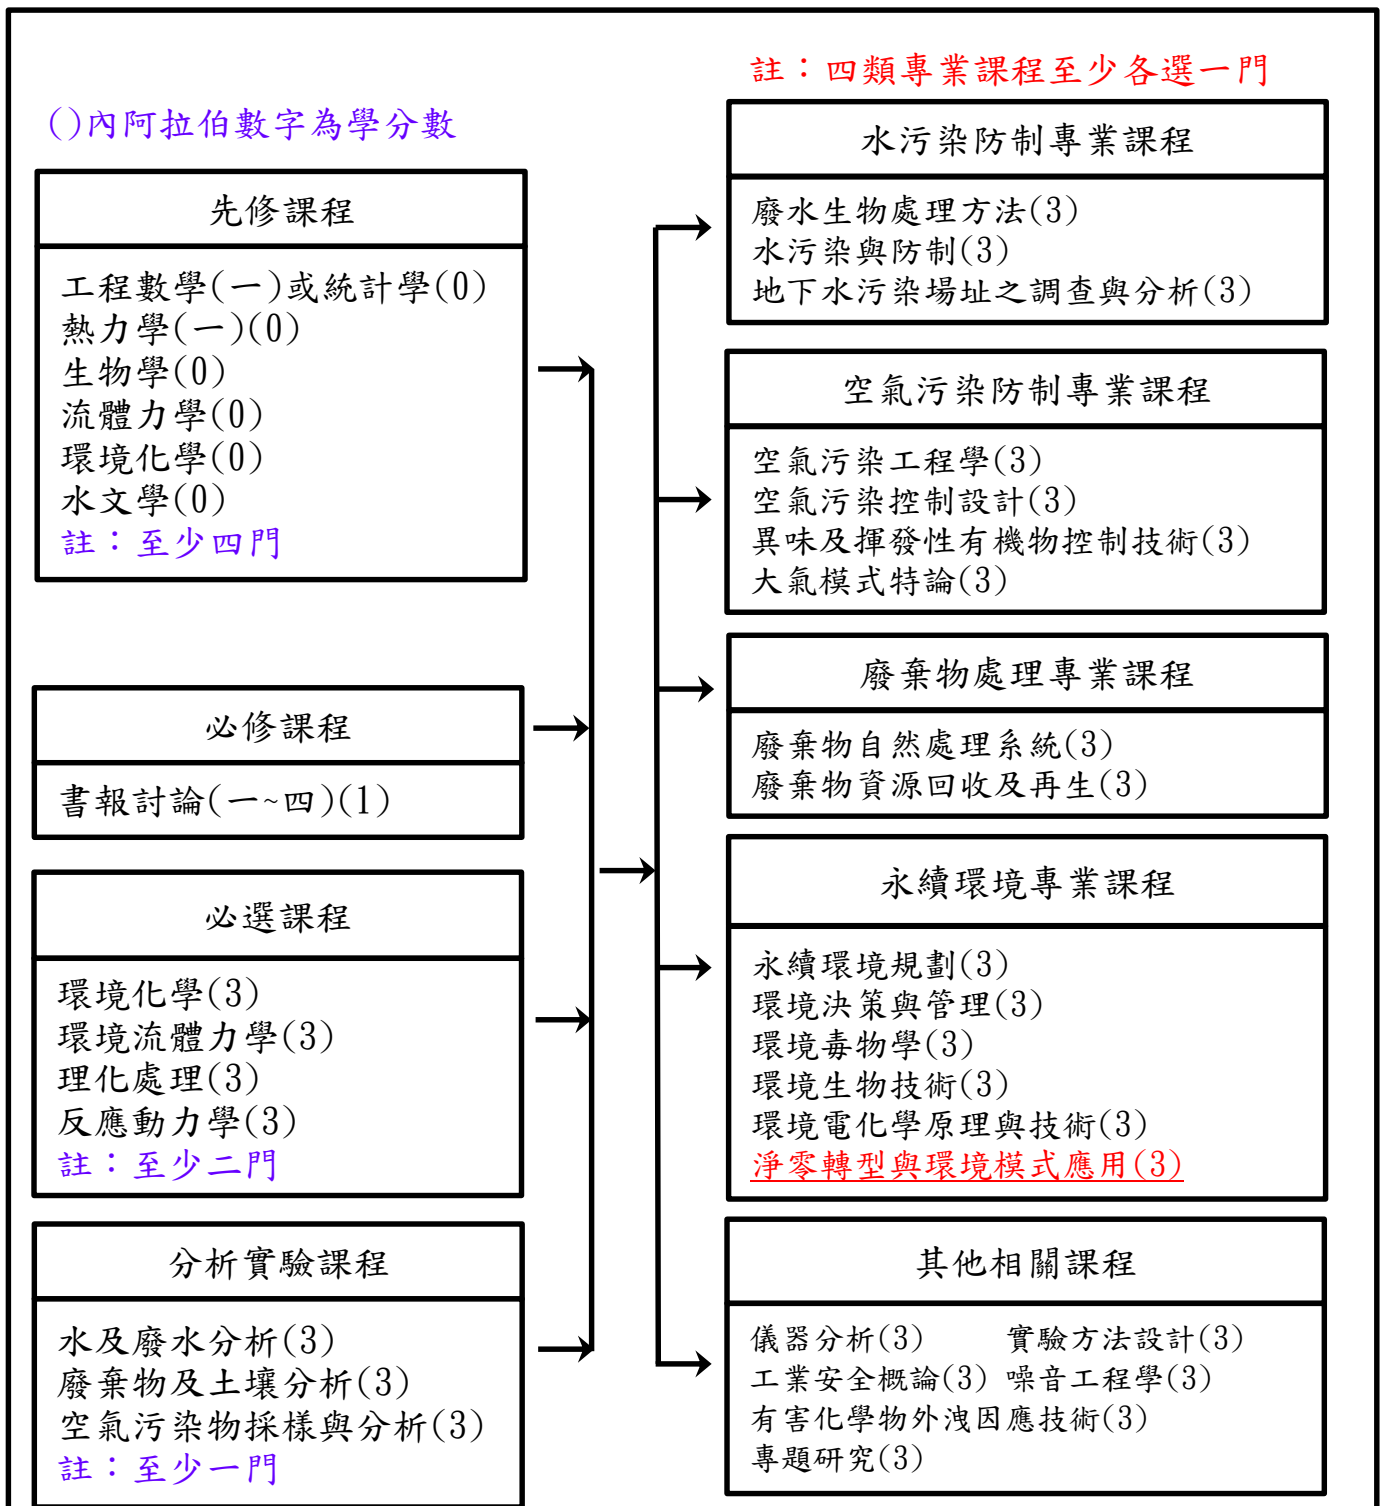 ()內阿拉伯數字為學分數
先修課程
工程數學(一)或統計學(0)
熱力學(一)(0)
生物學(0)
流體力學(0)
環境化學(0)
水文學(0)
註：至少四門
必修課程
書報討論(一~四)(1)
必選課程
環境化學(3)
環境流體力學(3)
理化處理(3)
反應動力學(3)
註：至少二門
分析實驗課程
水及廢水分析(3)
廢棄物及土壤分析(3)
空氣污染物採樣與分析(3)
註：至少一門
註：四類專業課程至少各選一門
水污染防制專業課程
廢水生物處理方法(3)
水污染與防制(3)
地下水污染場址之調查與分析(3)
空氣污染防制專業課程
空氣污染工程學(3)
空氣污染控制設計(3)
異味及揮發性有機物控制技術(3)
大氣模式特論(3)
廢棄物處理專業課程
廢棄物自然處理系統(3)
廢棄物資源回收及再生(3)
永續環境專業課程
永續環境規劃(3)
環境決策與管理(3)
環境毒物學(3)
環境生物技術(3)
環境電化學原理與技術(3)
淨零轉型與環境模式應用(3)
其他相關課程
儀器分析(3) 實驗方法設計(3)
工業安全概論(3) 噪音工程學(3)
有害化學物外洩因應技術(3)
專題研究(3)